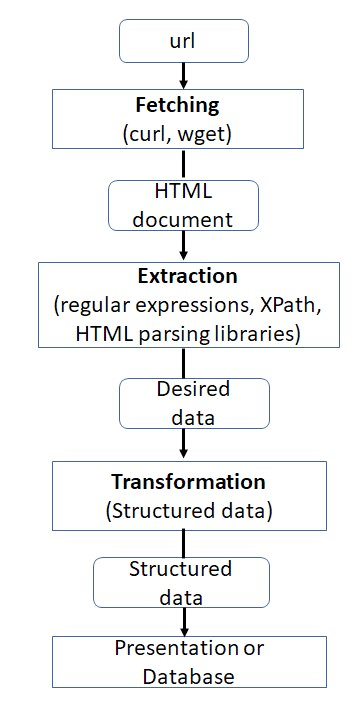 url
Fetching
(curl, wget)
HTML
document
Extraction
(regular expressions, XPath,
HTML parsing libraries)
Desired
data
Transformation
(Structured data)
Structured
data
Presentation or
Database